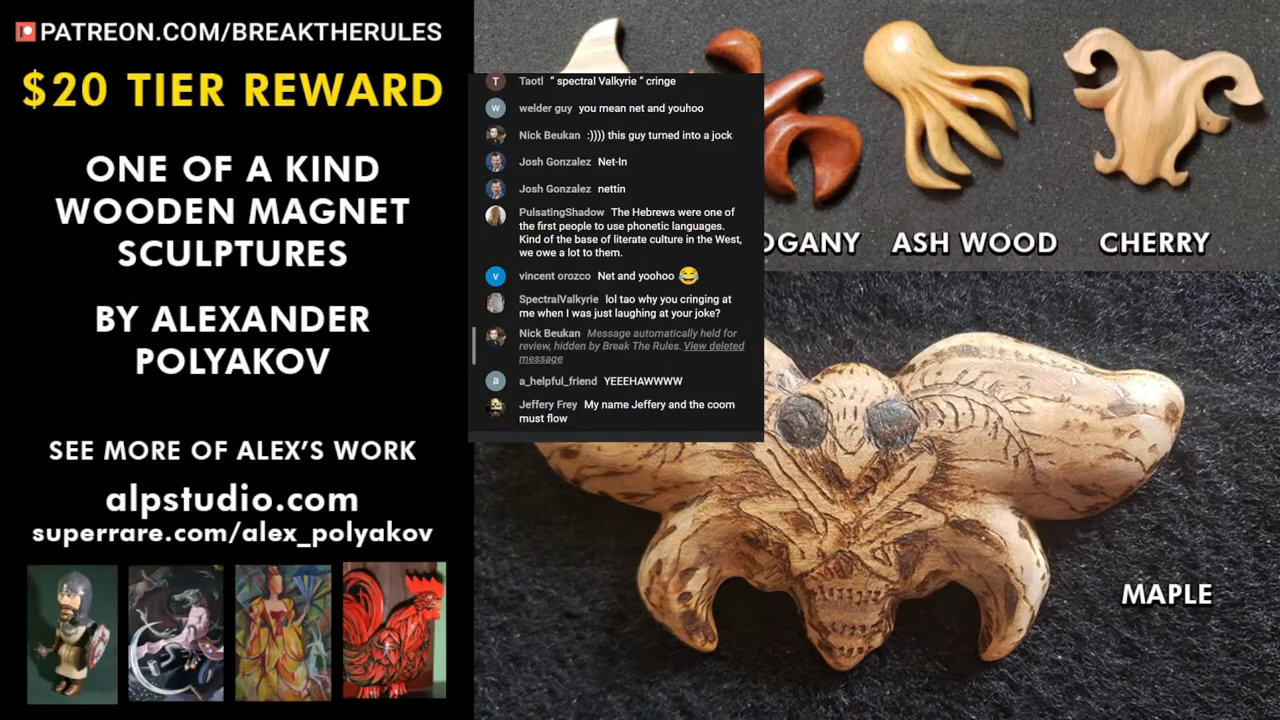 PATREON.COM/BREAKTHERULES
$20 TIER REWARD
ONE OF A KIND
WOODEN MAGNET
SCULPTURES
BY ALEXANDER
POLYAKOV
SEE MORE OF ALEX'S WORK
alpstudio.com
superrare.com/alex_polyakov
T Taotl “ spectral Valkyrie “ cringe
w welder guy you mean net and youhoo
Nick Beukan :)))) this guy turned into a jock
Josh Gonzalez Net-In
Josh Gonzalez nettin
PulsatingShadow The Hebrews were one of
the first people to use phonetic languages.
Kind of the base of literate culture in the West,
we owe a lot to them.
v vincent orozco Net and yoohoo 😂
SpectralValkyrie lol tao why you cringing at
me when I was just laughing at your joke?
Nick Beukan Message automatically held for
review, hidden by Break The Rules. View deleted
message
a a_helpful_friend YEEEHAWWWW
Jeffery Frey My name Jeffery and the coom
must flow
OGANY
ASH WOOD
CHERRY
MAPLE